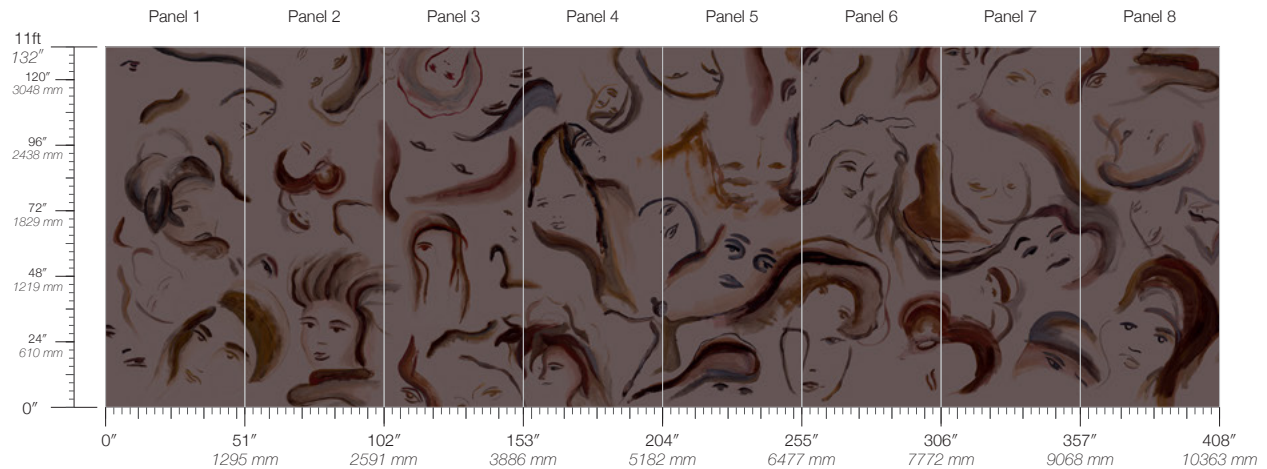 Panel 1 Panel 2 Panel 3 Panel 4 Panel 5 Panel 6 Panel 7 Panel 8
11ft
132″
120″
3048 mm
96″
2438 mm
72″
1829 mm
48″
1219 mm
24″
610 mm
0″
0″ 51″ 102″ 153″ 204″ 255″ 306″ 357″ 408″
1295 mm 2591 mm 3886 mm 5182 mm 6477 mm 7772 mm 9068 mm 10363 mm